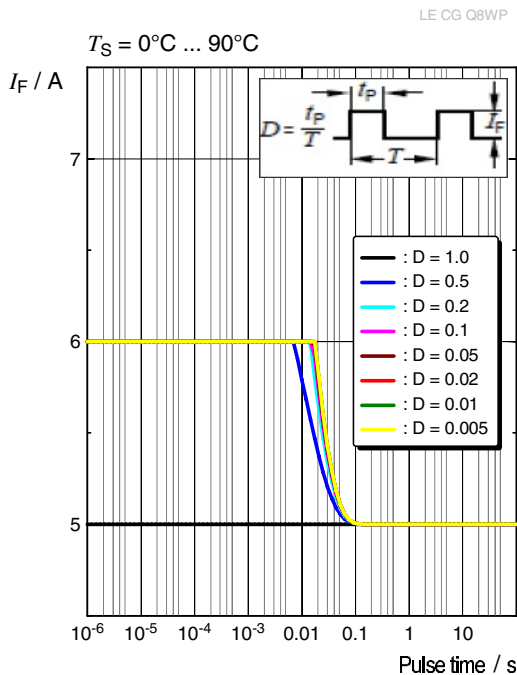 LE CG Q8WP
T_S = 0°C ... 90°C
I_F / A
t_P
D = t_P / T
I_F
T
7
: D = 1.0
: D = 0.5
: D = 0.2
: D = 0.1
: D = 0.05
: D = 0.02
: D = 0.01
: D = 0.005
6
5
10^-6 10^-5 10^-4 10^-3 0.01 0.1 1 10
Pulse time / s